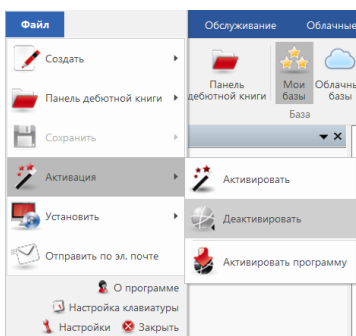 Файл
Обслуживание
Облачные
Создать
Панель дебютной книги
Сохранить
Активация
Установить
Отправить по эл. почте
О программе
Настройка клавиатуры
Настройки
Закрыть
Панель
дебютной книги
Мои
базы
Облачны
базы
База
Активировать
Деактивировать
Активировать программу